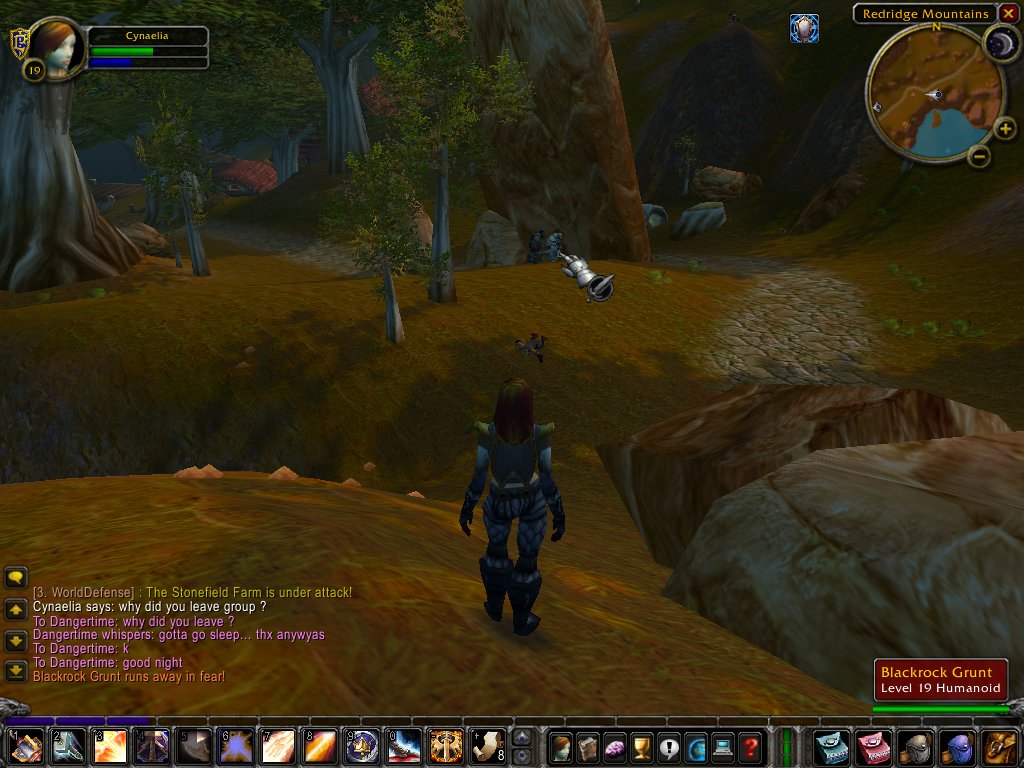 Cynaelia
19
Redridge Mountains
N
[3. WorldDefense] : The Stonefield Farm is under attack!
Cynaelia says: why did you leave group ?
To Dangertime: why did you leave ?
Dangertime whispers: gotta go sleep... thx anywyas
To Dangertime: k
To Dangertime: good night
Blackrock Grunt runs away in fear!
Blackrock Grunt
Level 19 Humanoid
1 2 3 4 5 6 7 8 9 0 - + 8